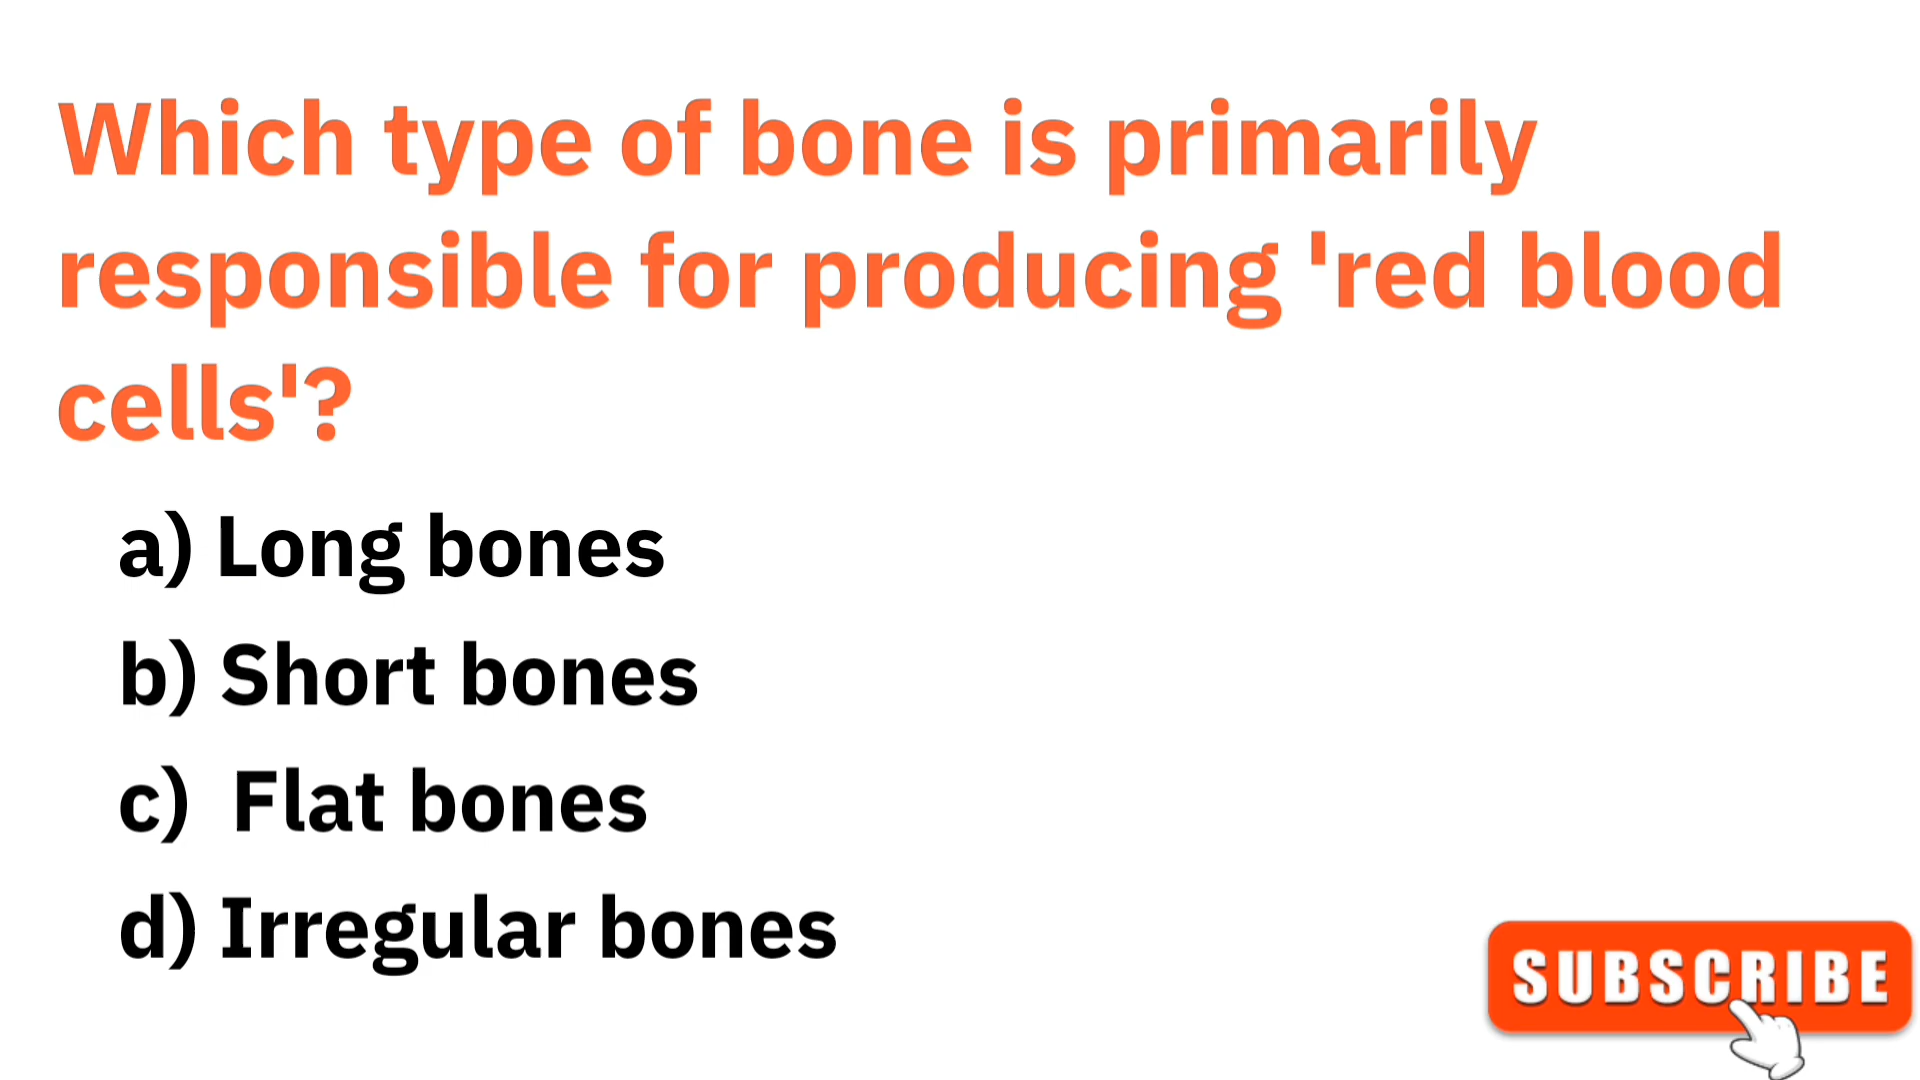 Which type of bone is primarily
responsible for producing 'red blood
cells'?
a) Long bones
b) Short bones
c) Flat bones
d) Irregular bones
SUBSCRIBE